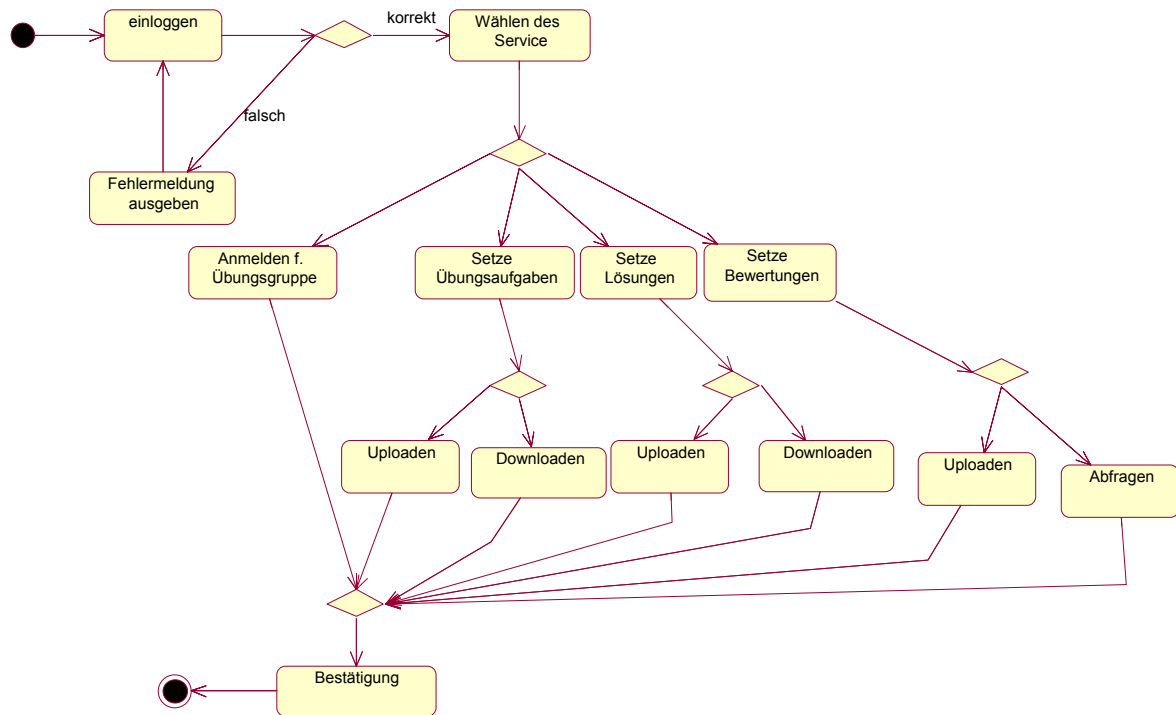 einloggen
korrekt
Wählen des
Service
falsch
Fehlermeldung
ausgeben
Anmelden f.
Übungsgruppe
Setze
Übungsaufgaben
Setze
Lösungen
Setze
Bewertungen
Uploaden
Downloaden
Uploaden
Downloaden
Uploaden
Abfragen
Bestätigung